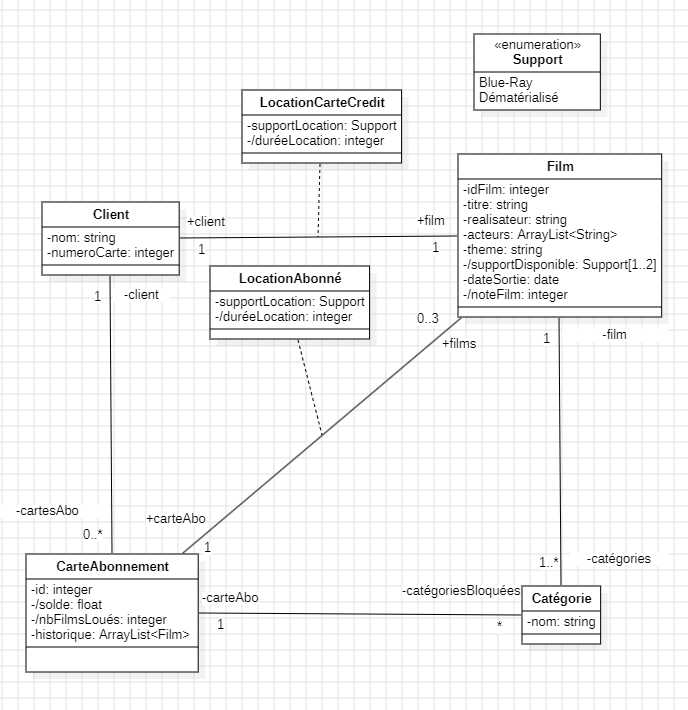 «enumeration»
Support
Blue-Ray
Dématérialisé
LocationCarteCredit
-supportLocation: Support
-/duréeLocation: integer
Film
-idFilm: integer
-titre: string
-realisateur: string
-acteurs: ArrayList<String>
-theme: string
-/supportDisponible: Support[1..2]
-dateSortie: date
-/noteFilm: integer
Client
-nom: string
-numeroCarte: integer
+client
1
+film
1
LocationAbonné
-supportLocation: Support
-/duréeLocation: integer
1
-client
0..3
+films
1
-film
-cartesAbo
0..*
+carteAbo
1
1..*
-catégories
CarteAbonnement
-id: integer
-/solde: float
-/nbFilmsLoués: integer
-historique: ArrayList<Film>
-carteAbo
1
-catégoriesBloquées
*
Catégorie
-nom: string